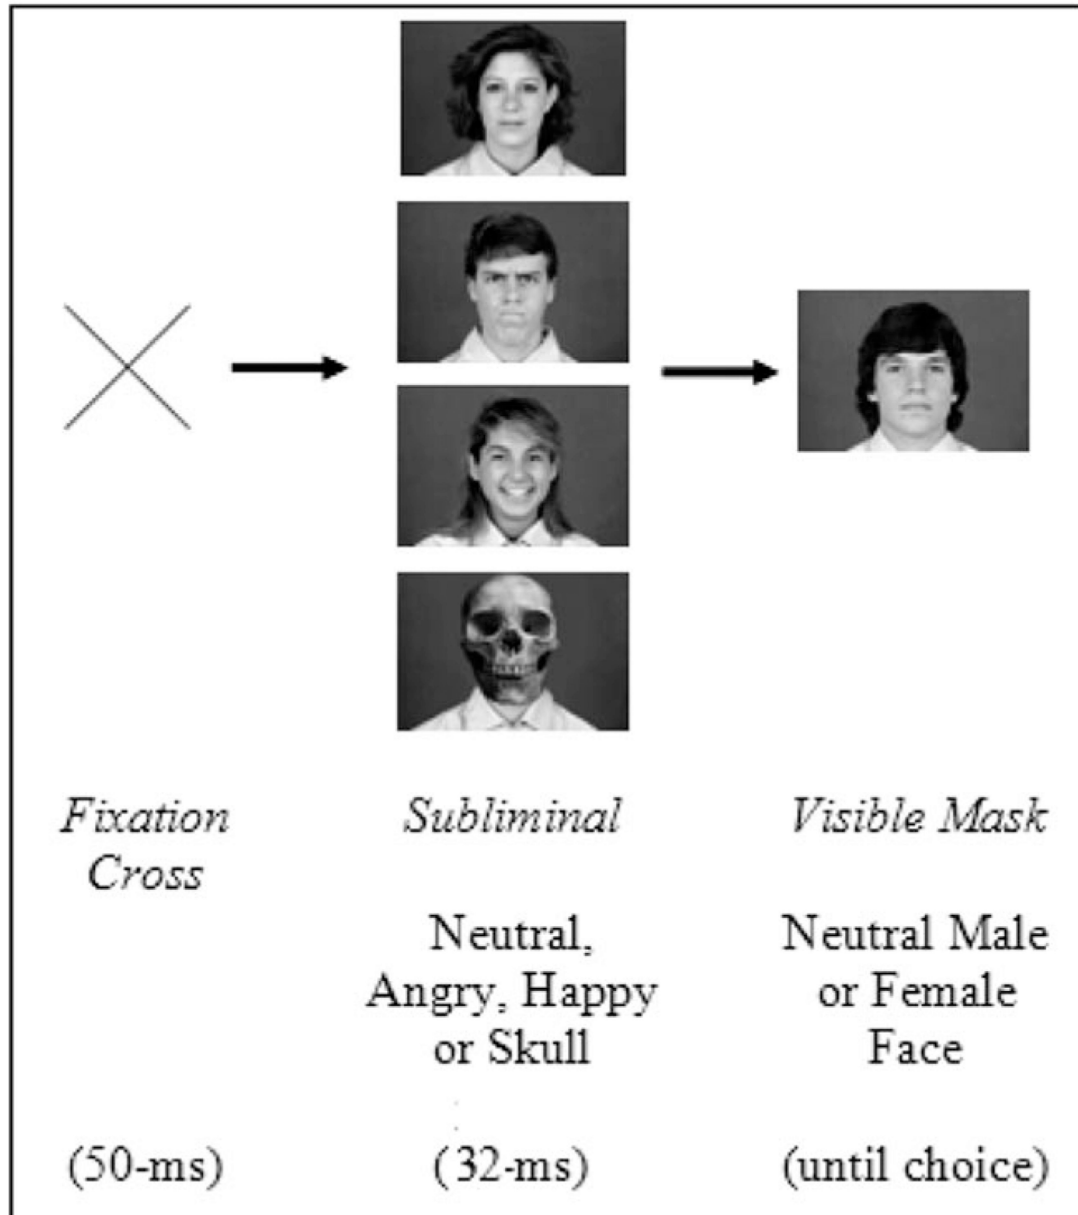 Fixation
Cross
Subliminal
Visible Mask
Neutral,
Angry, Happy
or Skull
Neutral Male
or Female
Face
(50-ms)
(32-ms)
(until choice)